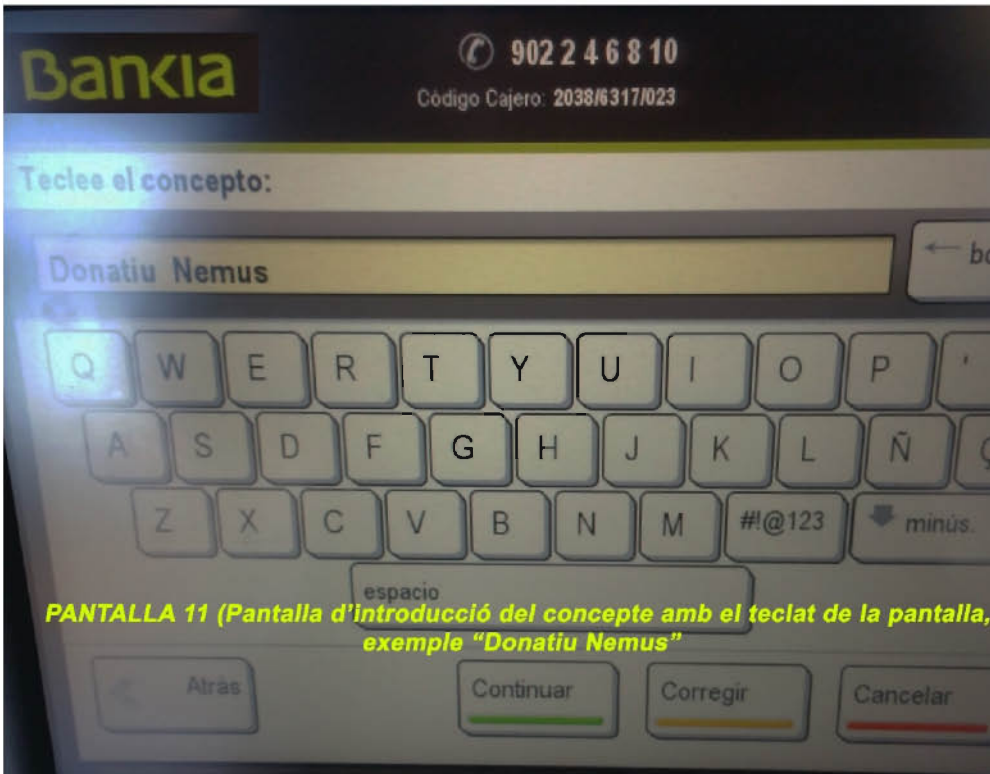 Bankia
902 2 4 6 8 10
Código Cajero: 2038/6317/023
Teclee el concepto:
Donatiu Nemus
← bo
Q W E R T Y U I O P '
A S D F G H J K L Ñ Ç
Z X C V B N M #!@123 minús.
espacio
PANTALLA 11 (Pantalla d'introducció del concepte amb el teclat de la pantalla,
exemple “Donatiu Nemus”
Atrás Continuar Corregir Cancelar